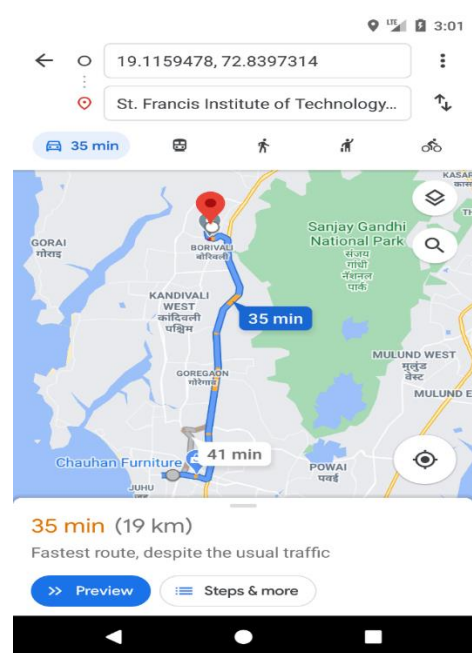 LTE 3:01
19.1159478, 72.8397314
St. Francis Institute of Technology...
35 min
GORAI
गोराइ
BORIVALI
बोरिवली
Sanjay Gandhi
National Park
संजय
गांधी
नॅशनल
पार्क
KANDIVALI
WEST
कांदिवली
पश्चिम
35 min
MULUND WEST
मुलुंड
वेस्ट
MULUND E
GOREGAON
गोरेगाव
41 min
Chauhan Furniture
POWAI
पवई
JUHU
35 min (19 km)
Fastest route, despite the usual traffic
Preview
Steps & more